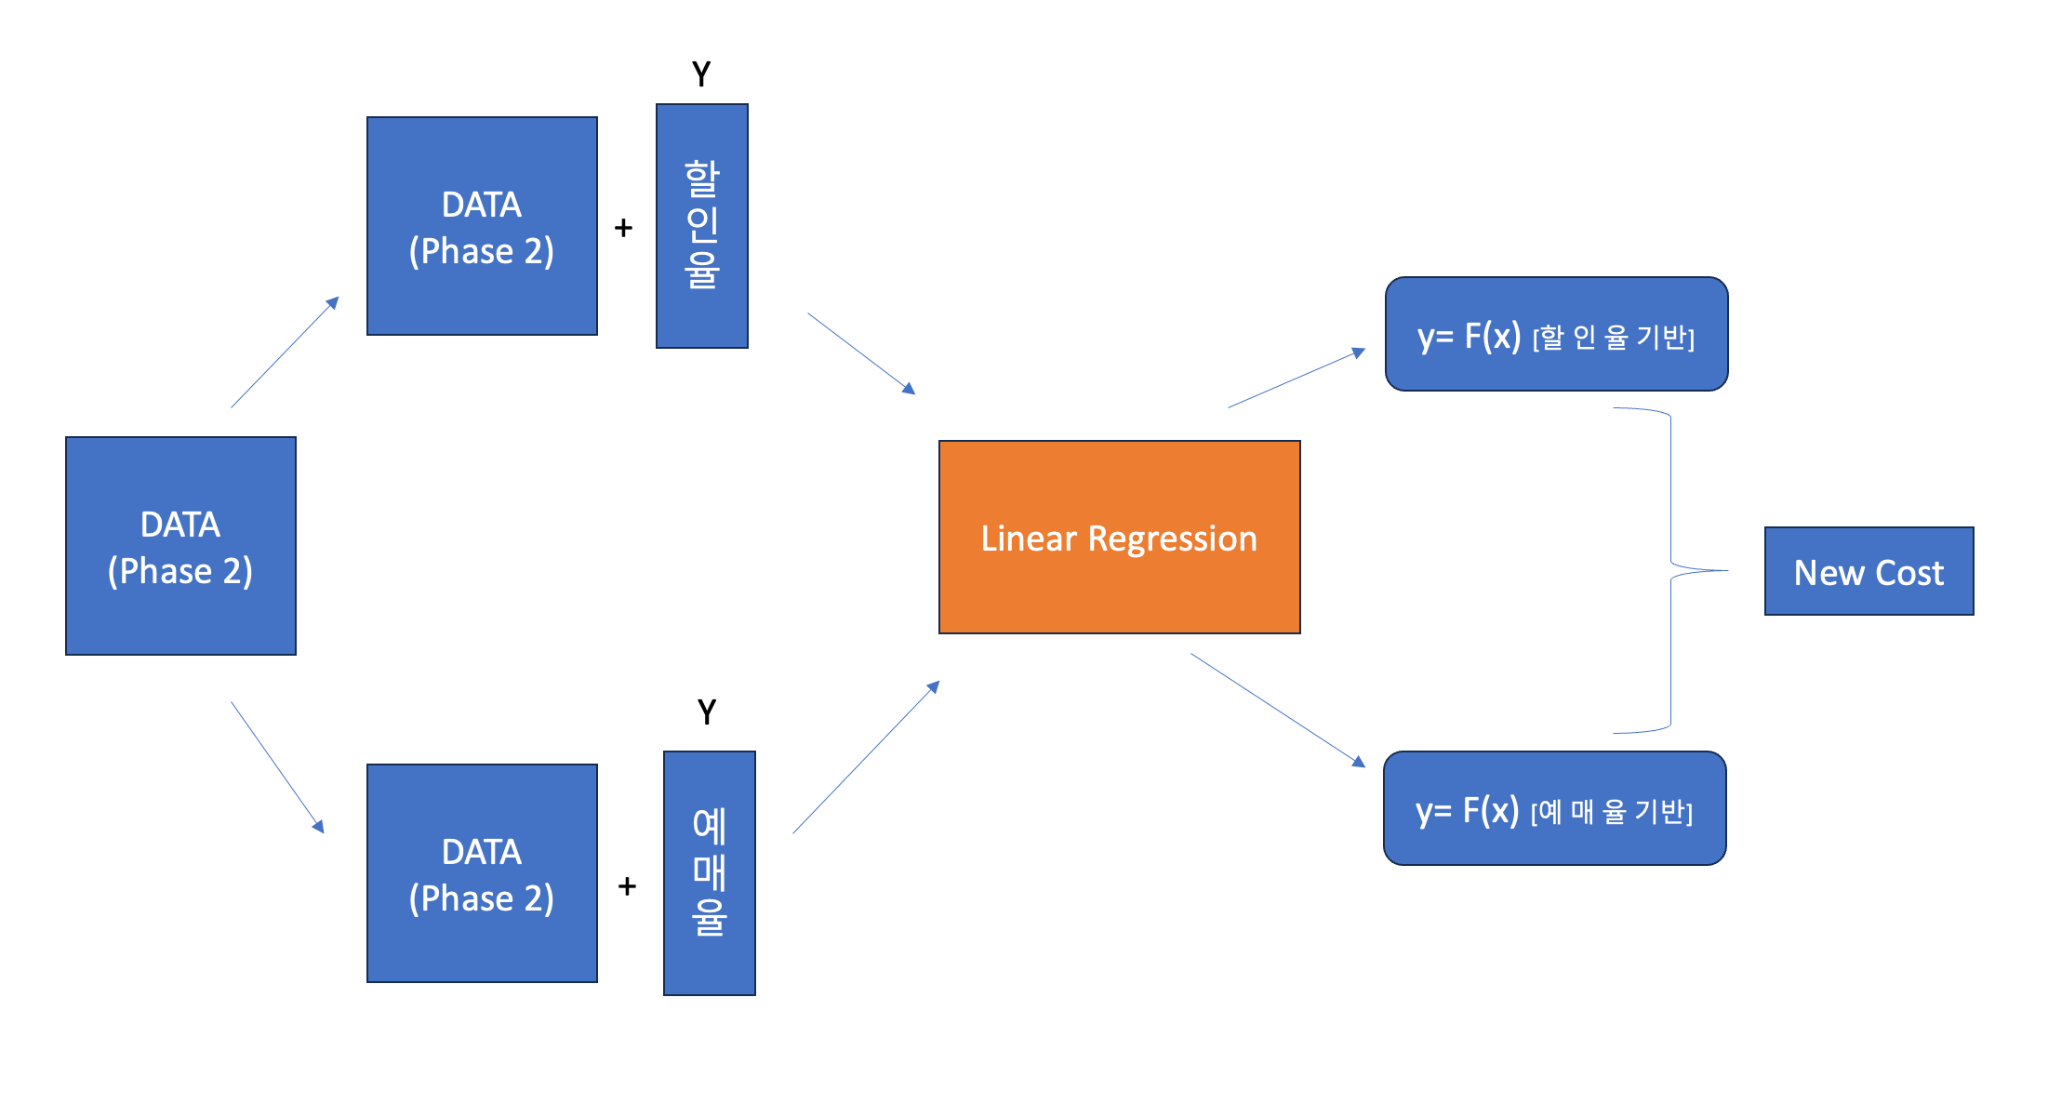 Y
DATA
(Phase 2)
+
할
인
율
DATA
(Phase 2)
Y
DATA
(Phase 2)
+
예
매
율
Linear Regression
y= F(x) [할 인 율 기반]
y= F(x) [예 매 율 기반]
New Cost